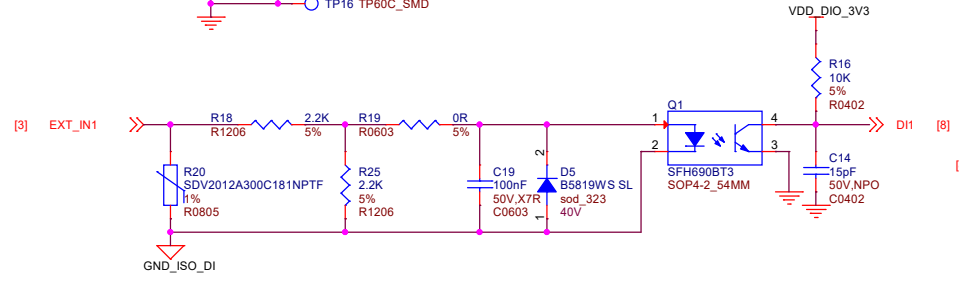 TP16 TP60C_SMD
VDD_DIO_3V3
R16
10K
5%
R0402
[3] EXT_IN1
R18 2.2K
R1206 5%
R19 0R
R0603 5%
Q1
1 4
2 3
SFH690BT3
SOP4-2_54MM
DI1 [8]
[
R20
SDV2012A300C181NPTF
1%
R0805
R25
2.2K
5%
R1206
C19
100nF
50V,X7R
C0603
2
D5
B5819WS SL
sod_323
40V
1
C14
15pF
50V,NPO
C0402
GND_ISO_DI